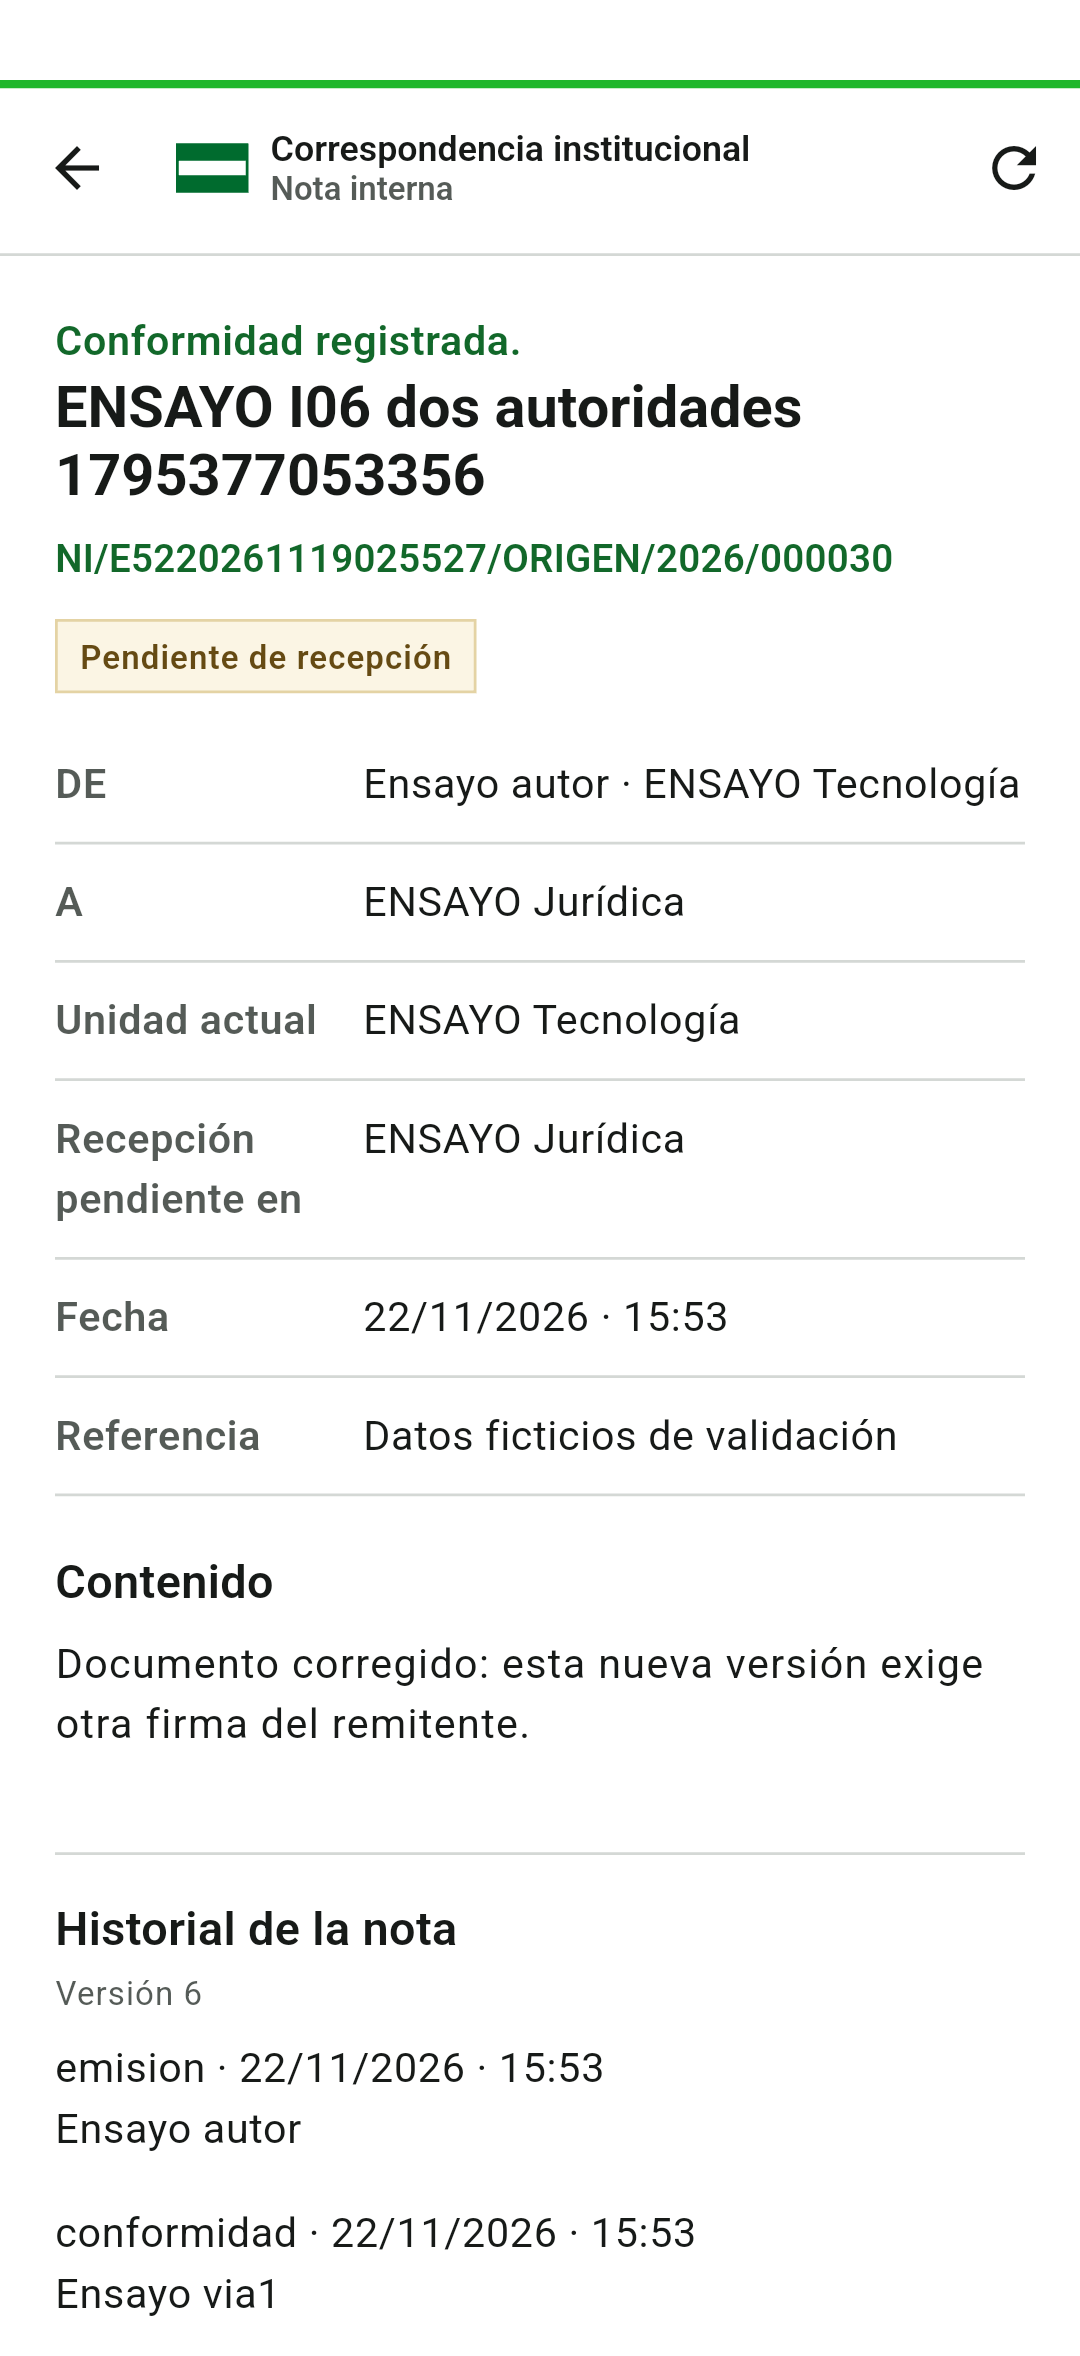 Correspondencia institucional
Nota interna
Conformidad registrada.
ENSAYO I06 dos autoridades
1795377053356
NI/E5220261119025527/ORIGEN/2026/000030
Pendiente de recepción
DE Ensayo autor · ENSAYO Tecnología
A ENSAYO Jurídica
Unidad actual ENSAYO Tecnología
Recepción ENSAYO Jurídica
pendiente en
Fecha 22/11/2026 · 15:53
Referencia Datos ficticios de validación
Contenido
Documento corregido: esta nueva versión exige
otra firma del remitente.
Historial de la nota
Versión 6
emision · 22/11/2026 · 15:53
Ensayo autor
conformidad · 22/11/2026 · 15:53
Ensayo via1